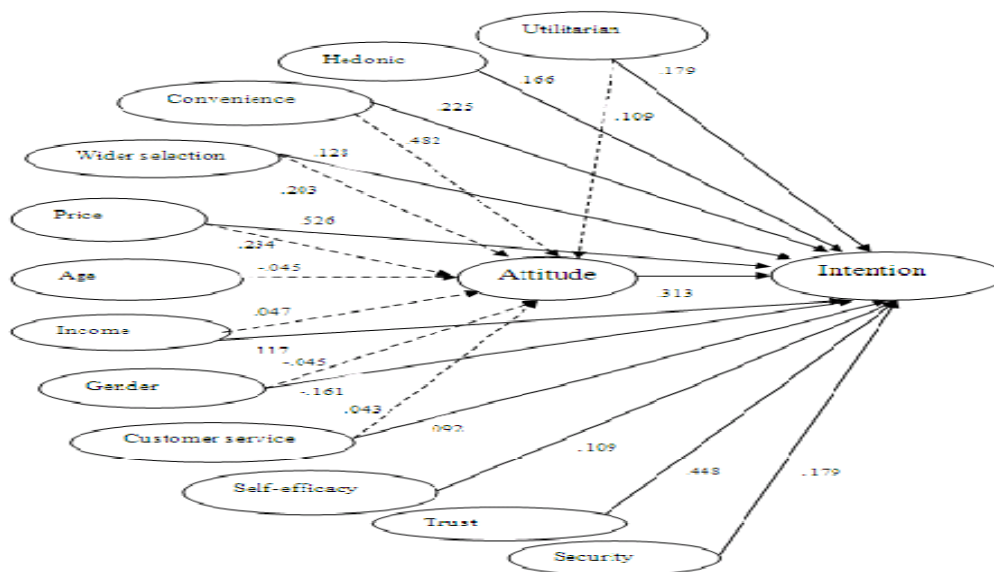 Utilitarian
Hedonic
.179
.166
Convenience
.225
.109
.482
Wider selection
.128
.203
Price
.526
.234
Age
-.045
Attitude
Intention
.313
.047
Income
.117
-.045
Gender
-.161
.043
Customer service
.092
.109
Self-efficacy
.448
.179
Trust
Security